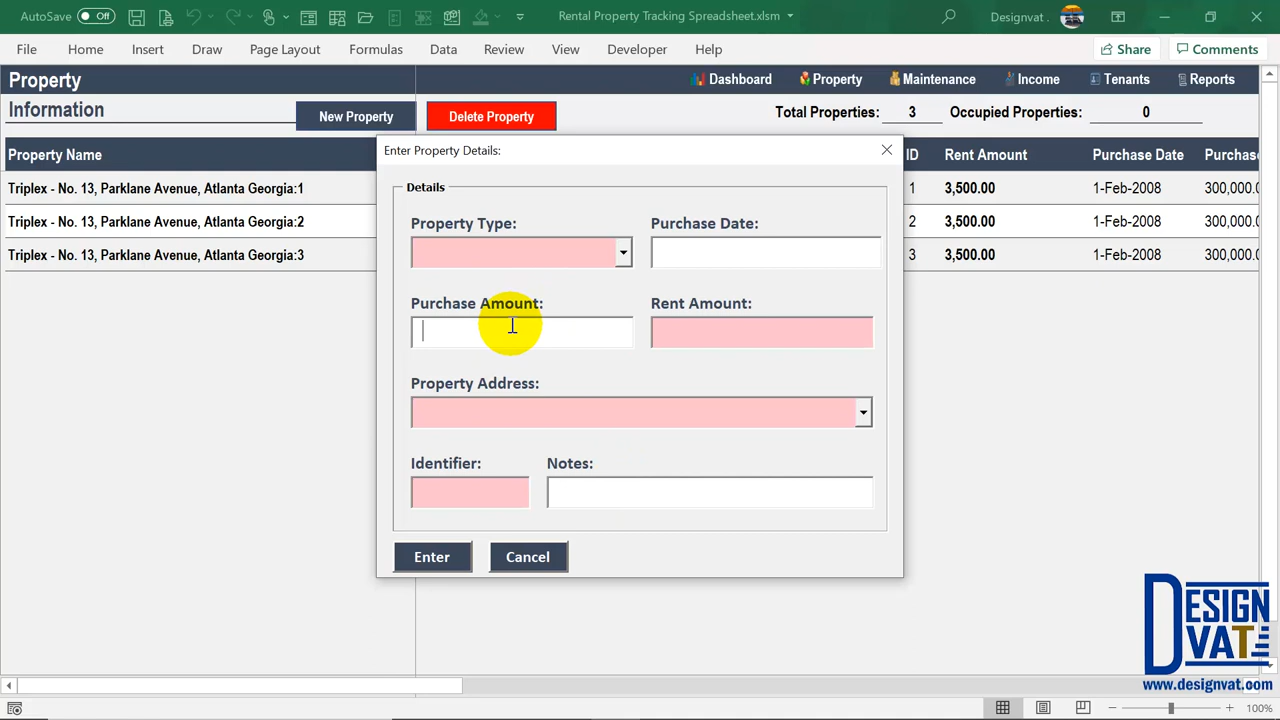 AutoSave Off
Rental Property Tracking Spreadsheet.xlsm
Designvat .
File Home Insert Draw Page Layout Formulas Data Review View Developer Help Share Comments
Property
Dashboard Property Maintenance Income Tenants Reports
Information
New Property
Delete Property
Total Properties: 3 Occupied Properties: 0
Property Name ID Rent Amount Purchase Date Purchas
Triplex - No. 13, Parklane Avenue, Atlanta Georgia:1 1 3,500.00 1-Feb-2008 300,000.
Triplex - No. 13, Parklane Avenue, Atlanta Georgia:2 2 3,500.00 1-Feb-2008 300,000.
Triplex - No. 13, Parklane Avenue, Atlanta Georgia:3 3 3,500.00 1-Feb-2008 300,000.
Enter Property Details:
Details
Property Type: Purchase Date:
Purchase Amount: Rent Amount:
Property Address:
Identifier: Notes:
Enter Cancel
DESIGN
VAT
www.designvat.com
100%